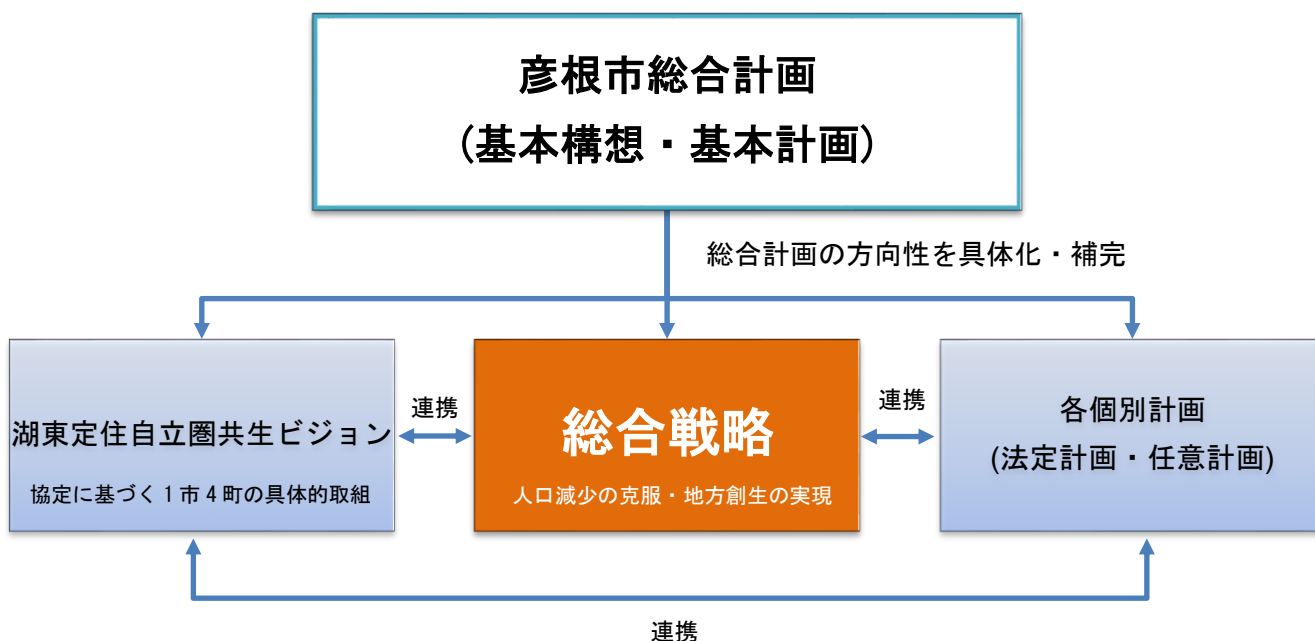 彦根市総合計画
(基本構想・基本計画)
総合計画の方向性を具体化・補完
湖東定住自立圏共生ビジョン
協定に基づく1市4町の具体的取組
連携
総合戦略
人口減少の克服・地方創生の実現
連携
各個別計画
(法定計画・任意計画)
連携